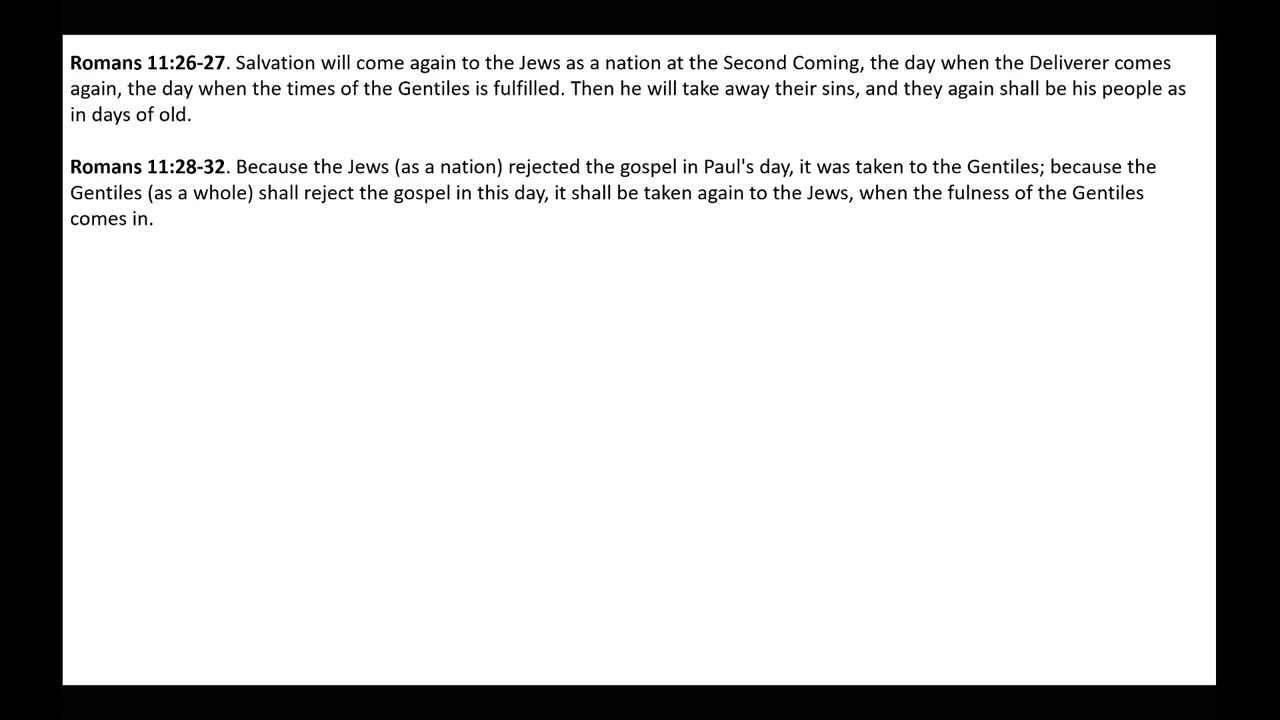 Romans 11:26-27. Salvation will come again to the Jews as a nation at the Second Coming, the day when the Deliverer comes
again, the day when the times of the Gentiles is fulfilled. Then he will take away their sins, and they again shall be his people as
in days of old.
Romans 11:28-32. Because the Jews (as a nation) rejected the gospel in Paul's day, it was taken to the Gentiles; because the
Gentiles (as a whole) shall reject the gospel in this day, it shall be taken again to the Jews, when the fulness of the Gentiles
comes in.